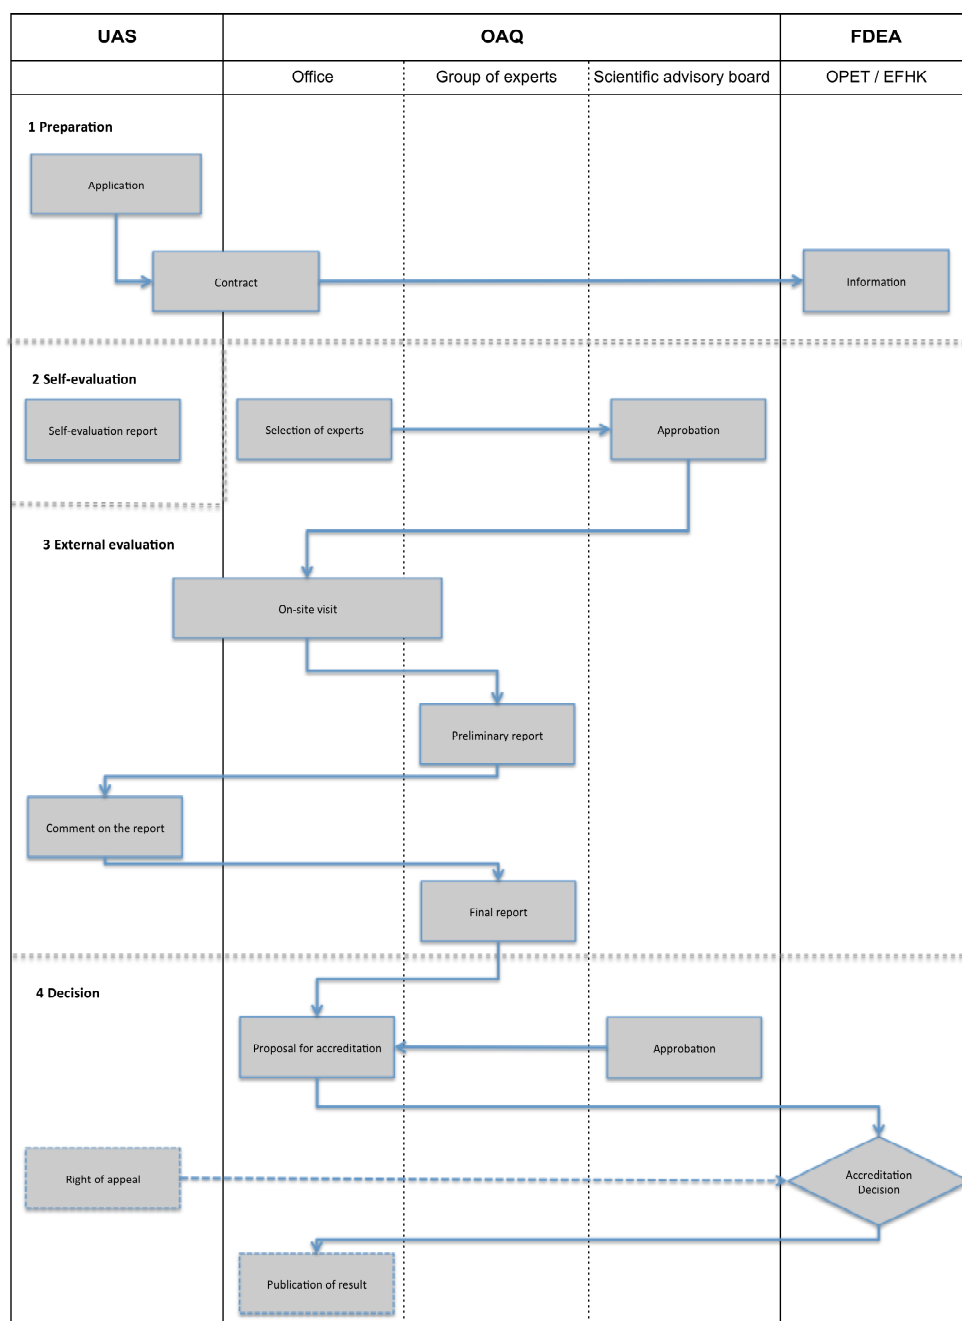 UAS OAQ FDEA
Office Group of experts Scientific advisory board OPET / EFHK
1 Preparation
Application
Contract Information
2 Self-evaluation
Self-evaluation report Selection of experts Approbation
3 External evaluation
On-site visit
Preliminary report
Comment on the report
Final report
4 Decision
Proposal for accreditation Approbation
Right of appeal Accreditation
Decision
Publication of result